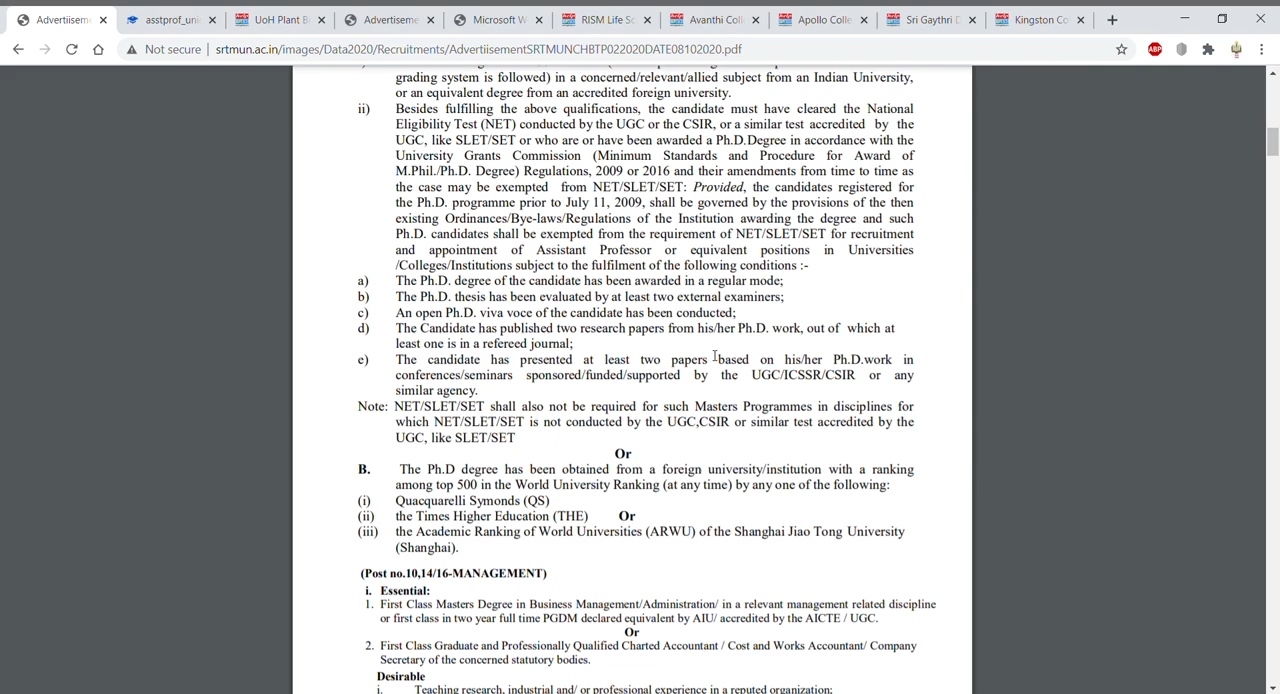 Advertiseme
asstprof_uni
UoH Plant B
Advertiseme
Microsoft W
RISM Life Sc
Avanthi Coll
Apollo Colle
Sri Gaythri D
Kingston Co
Not secure | srtmun.ac.in/images/Data2020/Recruitments/AdvertiisementSRTMUNCHBTP022020DATE08102020.pdf
ABP
grading system is followed) in a concerned/relevant/allied subject from an Indian University,
or an equivalent degree from an accredited foreign university.
ii) Besides fulfilling the above qualifications, the candidate must have cleared the National
Eligibility Test (NET) conducted by the UGC or the CSIR, or a similar test accredited by the
UGC, like SLET/SET or who are or have been awarded a Ph.D.Degree in accordance with the
University Grants Commission (Minimum Standards and Procedure for Award of
M.Phil./Ph.D. Degree) Regulations, 2009 or 2016 and their amendments from time to time as
the case may be exempted from NET/SLET/SET: Provided, the candidates registered for
the Ph.D. programme prior to July 11, 2009, shall be governed by the provisions of the then
existing Ordinances/Bye-laws/Regulations of the Institution awarding the degree and such
Ph.D. candidates shall be exempted from the requirement of NET/SLET/SET for recruitment
and appointment of Assistant Professor or equivalent positions in Universities
/Colleges/Institutions subject to the fulfilment of the following conditions :-
a) The Ph.D. degree of the candidate has been awarded in a regular mode;
b) The Ph.D. thesis has been evaluated by at least two external examiners;
c) An open Ph.D. viva voce of the candidate has been conducted;
d) The Candidate has published two research papers from his/her Ph.D. work, out of which at
least one is in a refereed journal;
e) The candidate has presented at least two papers based on his/her Ph.D.work in
conferences/seminars sponsored/funded/supported by the UGC/ICSSR/CSIR or any
similar agency.
Note: NET/SLET/SET shall also not be required for such Masters Programmes in disciplines for
which NET/SLET/SET is not conducted by the UGC,CSIR or similar test accredited by the
UGC, like SLET/SET
Or
B. The Ph.D degree has been obtained from a foreign university/institution with a ranking
among top 500 in the World University Ranking (at any time) by any one of the following:
(i) Quacquarelli Symonds (QS)
(ii) the Times Higher Education (THE) Or
(iii) the Academic Ranking of World Universities (ARWU) of the Shanghai Jiao Tong University
(Shanghai).
(Post no.10,14/16-MANAGEMENT)
i. Essential:
1. First Class Masters Degree in Business Management/Administration/ in a relevant management related discipline
or first class in two year full time PGDM declared equivalent by AIU/ accredited by the AICTE / UGC.
Or
2. First Class Graduate and Professionally Qualified Charted Accountant / Cost and Works Accountant/ Company
Secretary of the concerned statutory bodies.
Desirable
i. Teaching research, industrial and/ or professional experience in a reputed organization;